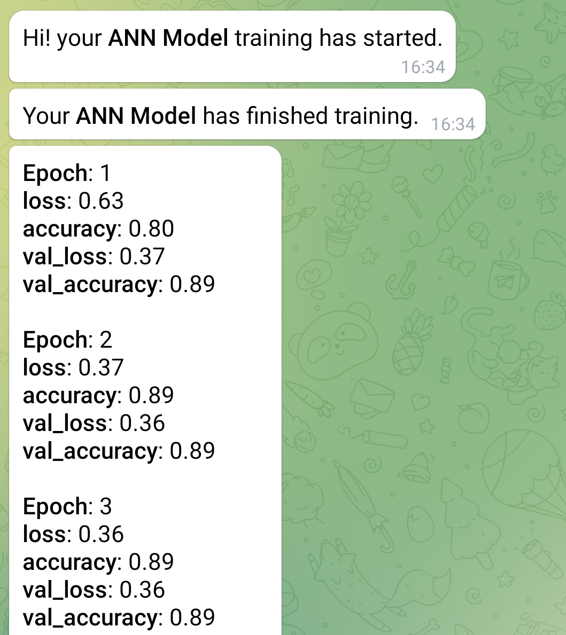 Hi! your ANN Model training has started.
16:34
Your ANN Model has finished training. 16:34
Epoch: 1
loss: 0.63
accuracy: 0.80
val_loss: 0.37
val_accuracy: 0.89
Epoch: 2
loss: 0.37
accuracy: 0.89
val_loss: 0.36
val_accuracy: 0.89
Epoch: 3
loss: 0.36
accuracy: 0.89
val_loss: 0.36
val_accuracy: 0.89